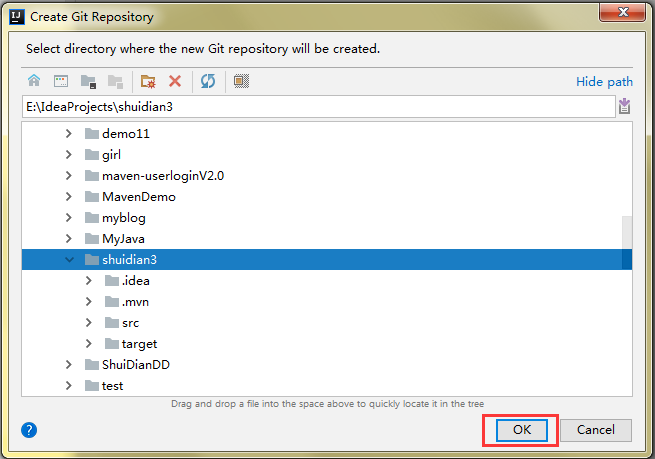 Create Git Repository
Select directory where the new Git repository will be created.
Hide path
E:\IdeaProjects\shuidian3
demo11
girl
maven-userloginV2.0
MavenDemo
myblog
MyJava
shuidian3
.idea
.mvn
src
target
ShuiDianDD
test
Drag and drop a file into the space above to quickly locate it in the tree
? OK Cancel